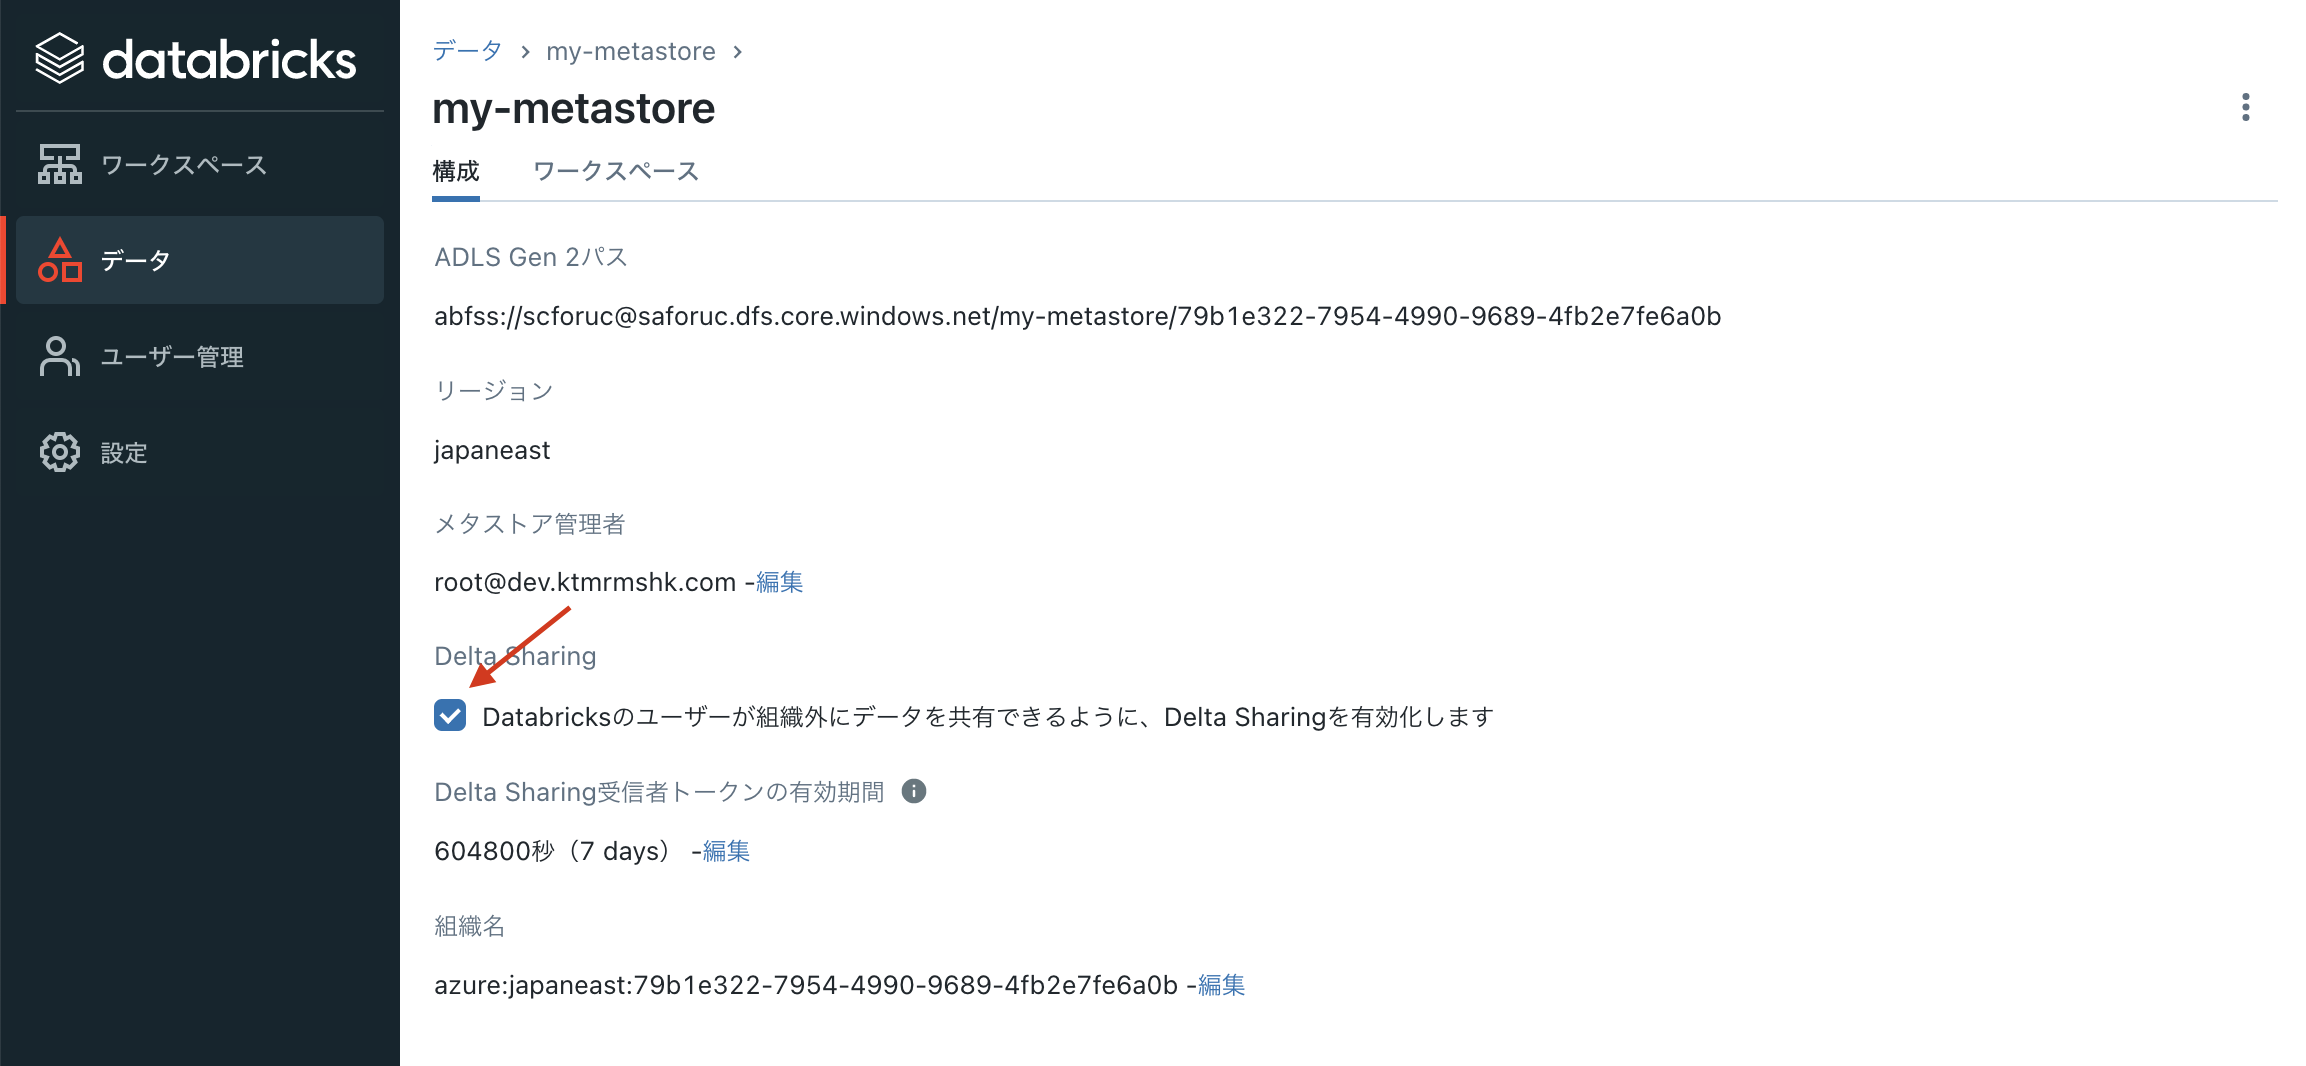 databricks
ワークスペース
データ
ユーザー管理
設定
データ › my-metastore ›
my-metastore
構成 ワークスペース
ADLS Gen 2パス
abfss://scforuc@saforuc.dfs.core.windows.net/my-metastore/79b1e322-7954-4990-9689-4fb2e7fe6a0b
リージョン
japaneast
メタストア管理者
root@dev.ktmrmshk.com -編集
Delta Sharing
Databricksのユーザーが組織外にデータを共有できるように、Delta Sharingを有効化します
Delta Sharing受信者トークンの有効期間
604800秒（7 days） -編集
組織名
azure:japaneast:79b1e322-7954-4990-9689-4fb2e7fe6a0b -編集